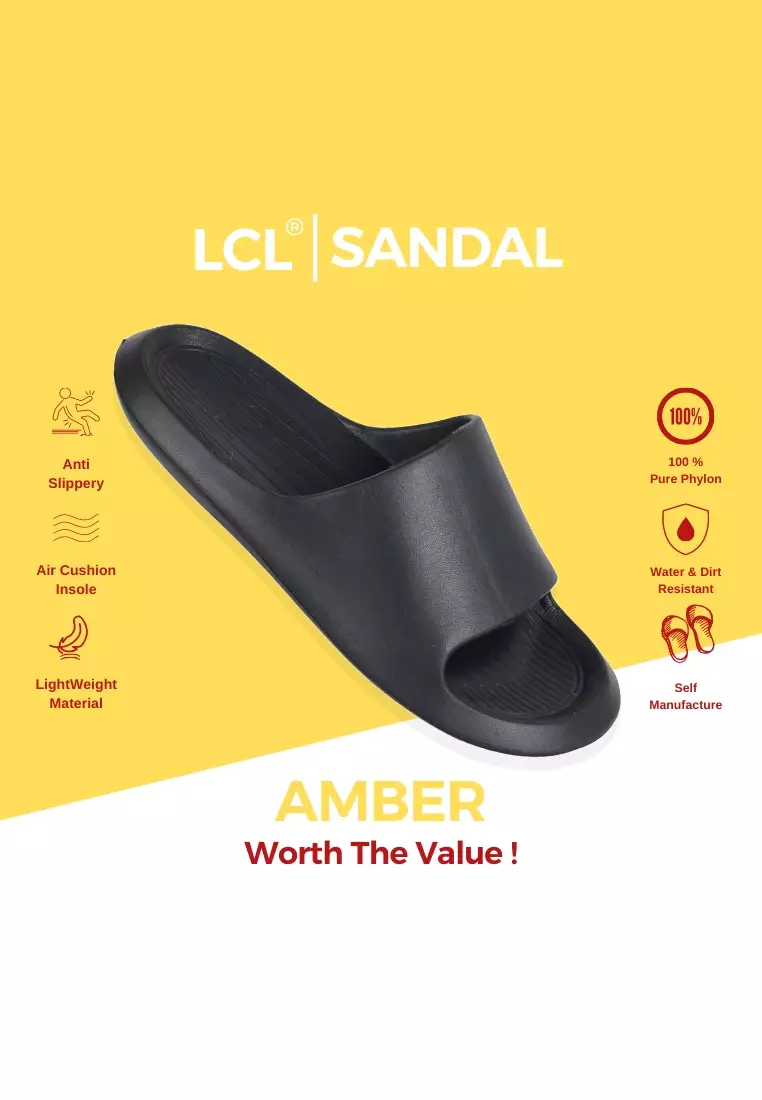 LCL® | SANDAL
Anti
Slippery
Air Cushion
Insole
LightWeight
Material
100%
100 %
Pure Phylon
Water & Dirt
Resistant
Self
Manufacture
AMBER
Worth The Value !